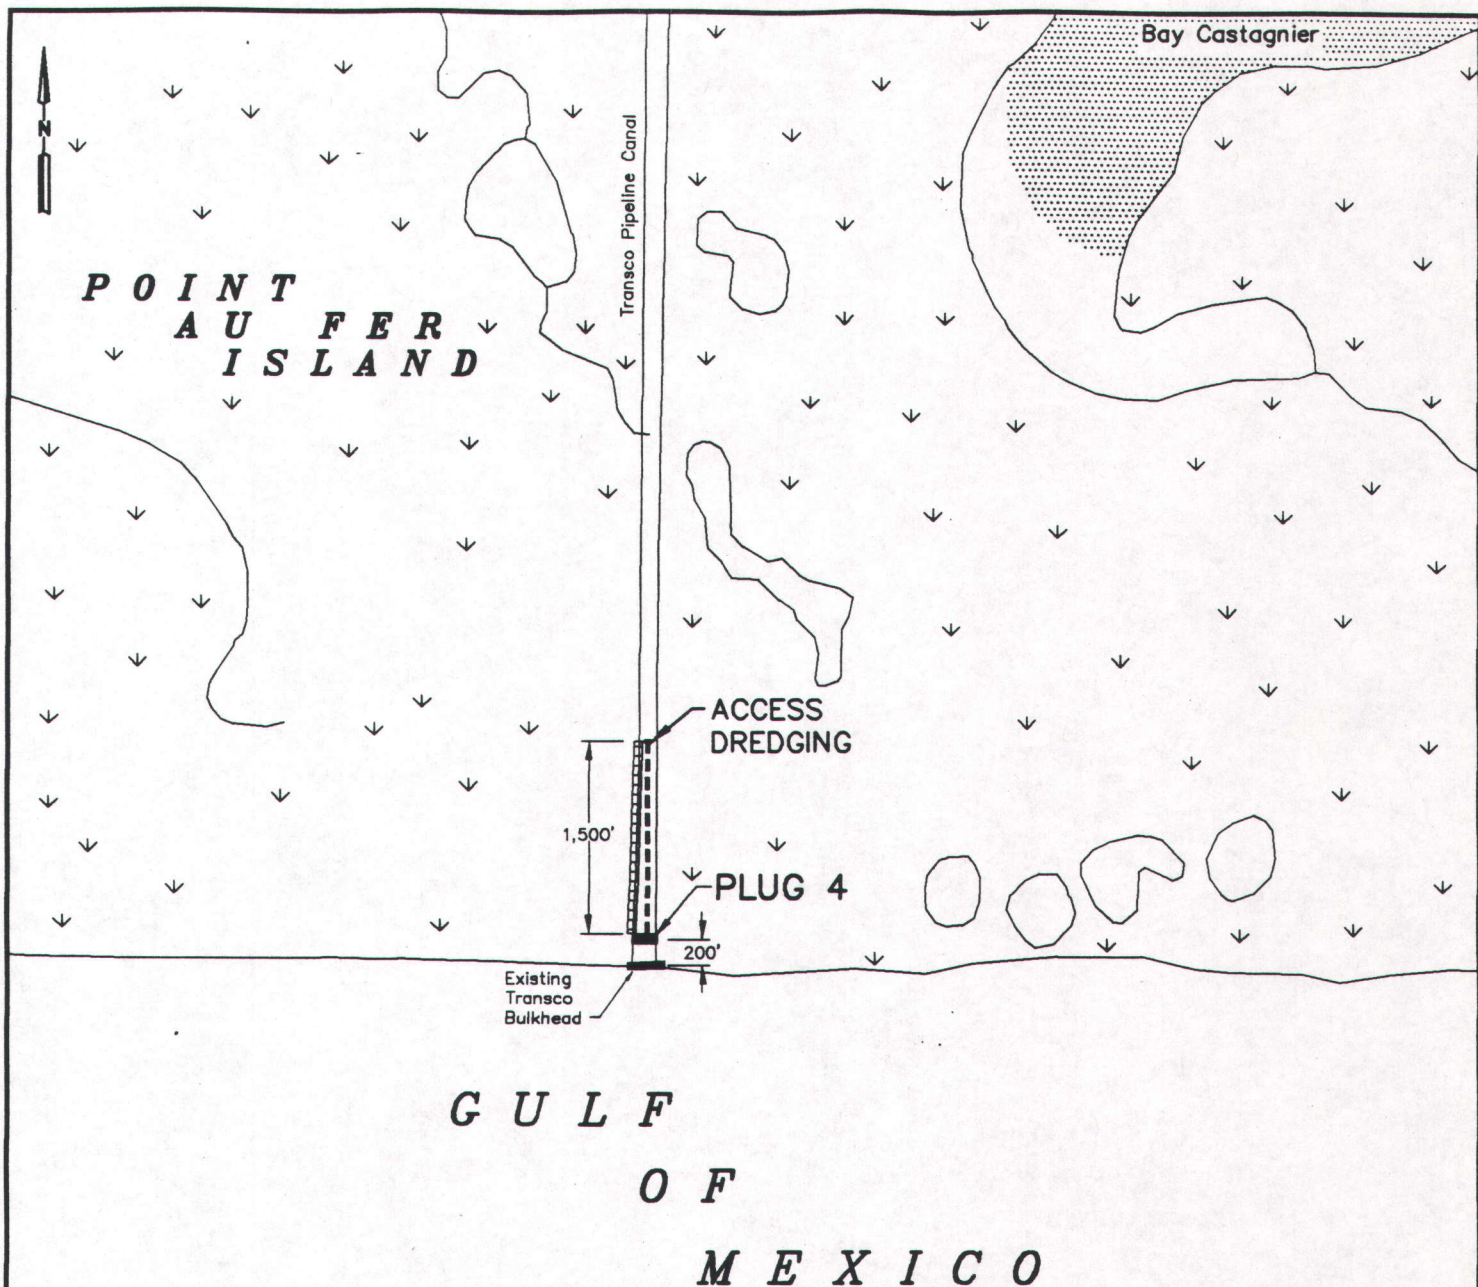 Bay Castagnier
N
Transco Pipeline Canal
POINT
AU FER
ISLAND
ACCESS
DREDGING
1,500'
PLUG 4
200'
Existing
Transco
Bulkhead
GULF
OF
MEXICO